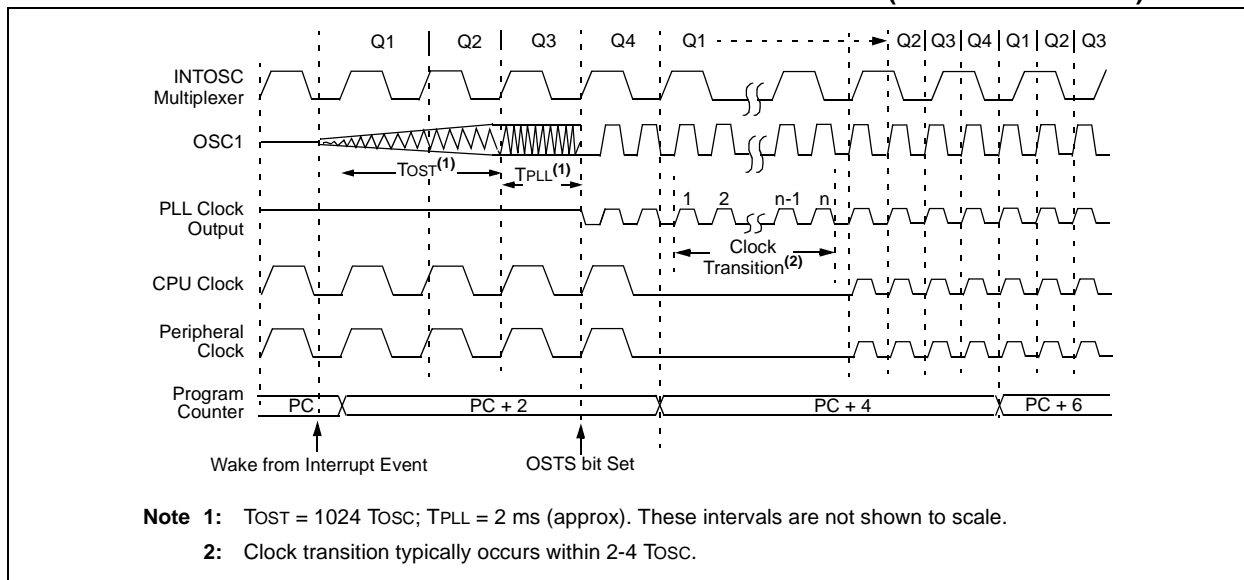 Q1 Q2 Q3 Q4 Q1 Q2 Q3 Q4 Q1 Q2 Q3
INTOSC
Multiplexer
OSC1
TOST(1) TPLL(1)
1 2 n-1 n
PLL Clock
Output
Clock
Transition(2)
CPU Clock
Peripheral
Clock
Program
Counter
PC PC + 2 PC + 4 PC + 6
Wake from Interrupt Event OSTS bit Set
Note 1: TOST = 1024 TOSC; TPLL = 2 ms (approx). These intervals are not shown to scale.
2: Clock transition typically occurs within 2-4 TOSC.